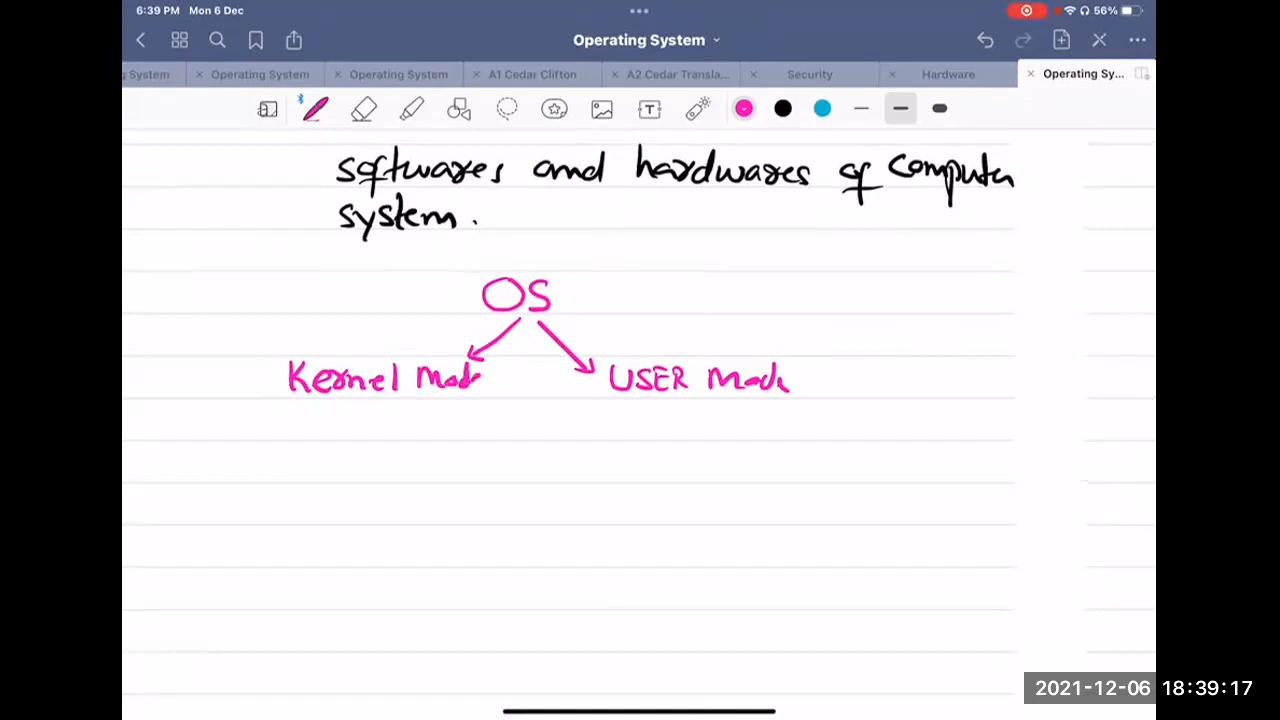 6:39 PM Mon 6 Dec
56%
Operating System
g System
Operating System
Operating System
A1 Cedar Clifton
A2 Cedar Transla...
Security
Hardware
Operating Sy...
T
softwares and hardwares of computer
system.
OS
Kernel Mode
USER Mode
2021-12-06 18:39:17